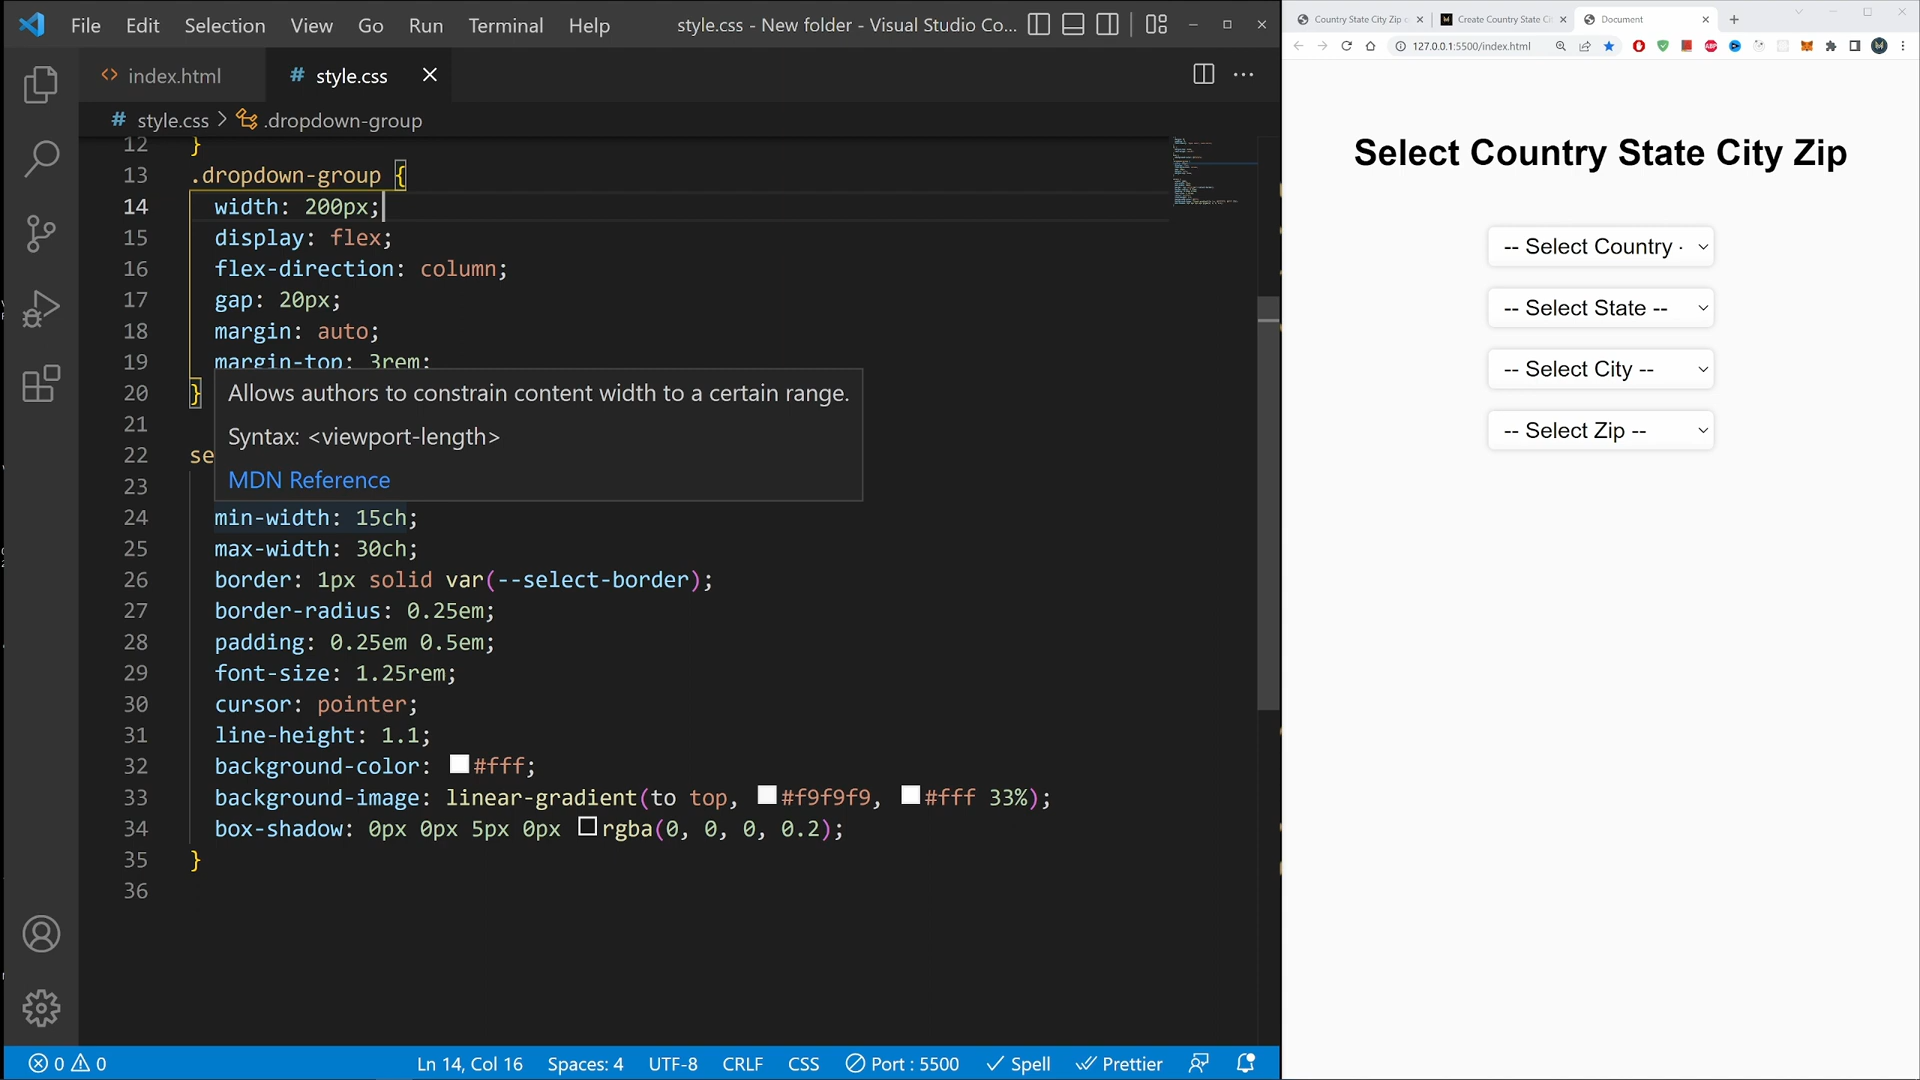 File Edit Selection View Go Run Terminal Help style.css - New folder - Visual Studio Co...
index.html
# style.css
# style.css > .dropdown-group
12 }
13 .dropdown-group {
14 width: 200px;
15 display: flex;
16 flex-direction: column;
17 gap: 20px;
18 margin: auto;
19 margin-top: 3rem;
20 }
Allows authors to constrain content width to a certain range.
21
Syntax: <viewport-length>
22 se
MDN Reference
23
24 min-width: 15ch;
25 max-width: 30ch;
26 border: 1px solid var(--select-border);
27 border-radius: 0.25em;
28 padding: 0.25em 0.5em;
29 font-size: 1.25rem;
30 cursor: pointer;
31 line-height: 1.1;
32 background-color: #fff;
33 background-image: linear-gradient(to top, #f9f9f9, #fff 33%);
34 box-shadow: 0px 0px 5px 0px rgba(0, 0, 0, 0.2);
35 }
36
0 0 Ln 14, Col 16 Spaces: 4 UTF-8 CRLF CSS Port : 5500 Spell Prettier
Country State City Zip
Create Country State Ci
Document
127.0.0.1:5500/index.html
ABP
Select Country State City Zip
-- Select Country -
-- Select State --
-- Select City --
-- Select Zip --